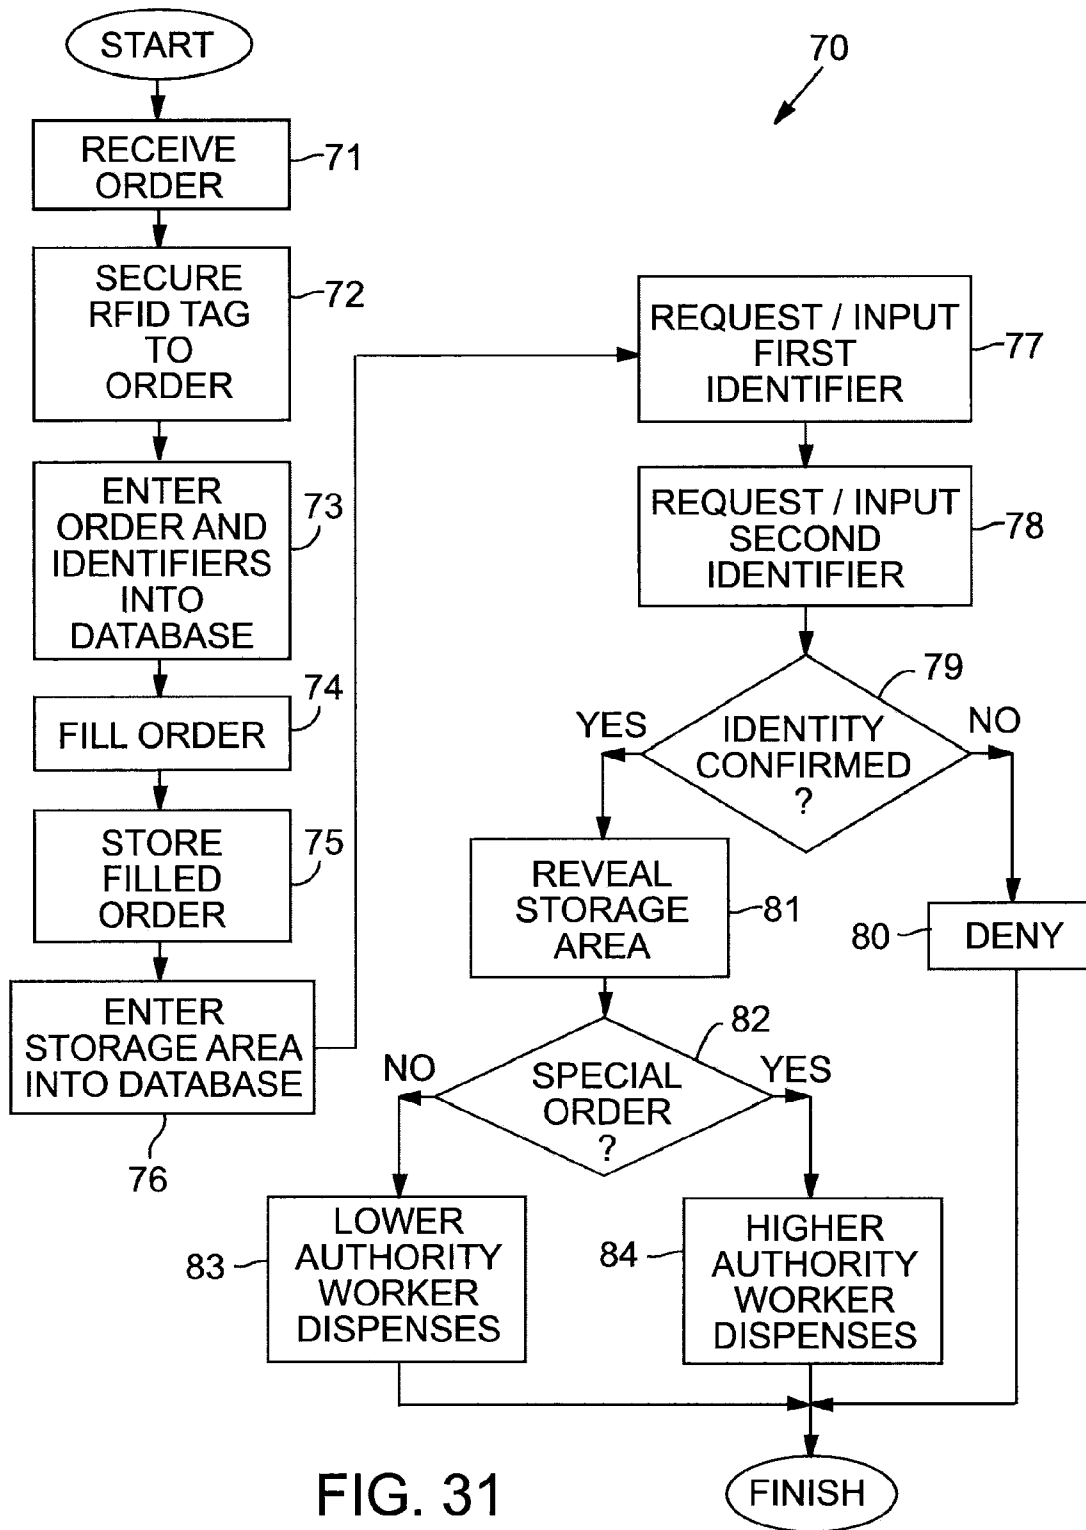 START
70
RECEIVE
ORDER
71
SECURE
RFID TAG
TO
ORDER
72
ENTER
ORDER AND
IDENTIFIERS
INTO
DATABASE
73
FILL ORDER
74
STORE
FILLED
ORDER
75
ENTER
STORAGE AREA
INTO DATABASE
76
REQUEST / INPUT
FIRST
IDENTIFIER
77
REQUEST / INPUT
SECOND
IDENTIFIER
78
IDENTITY
CONFIRMED
?
79
YES
NO
DENY
80
REVEAL
STORAGE
AREA
81
SPECIAL
ORDER
?
82
NO
YES
LOWER
AUTHORITY
WORKER
DISPENSES
83
HIGHER
AUTHORITY
WORKER
DISPENSES
84
FINISH
FIG. 31